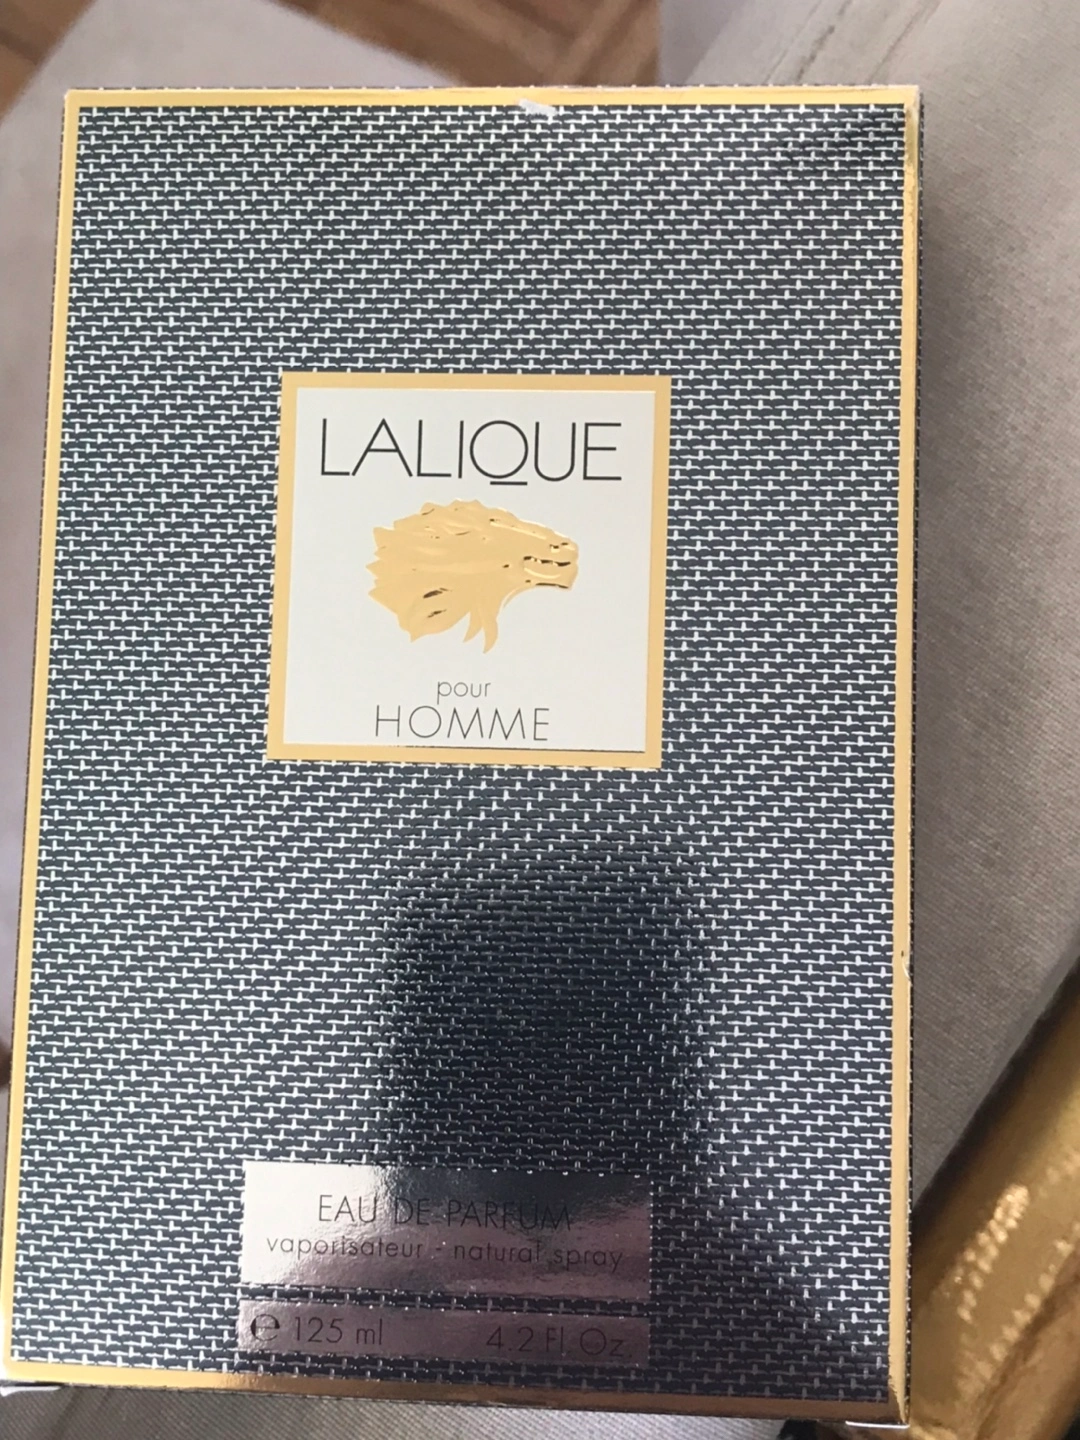 LALIQUE
pour
HOMME
EAU DE PARFUM
vaporisateur - natural spray
℮ 125 ml 4.2 Fl. Oz.